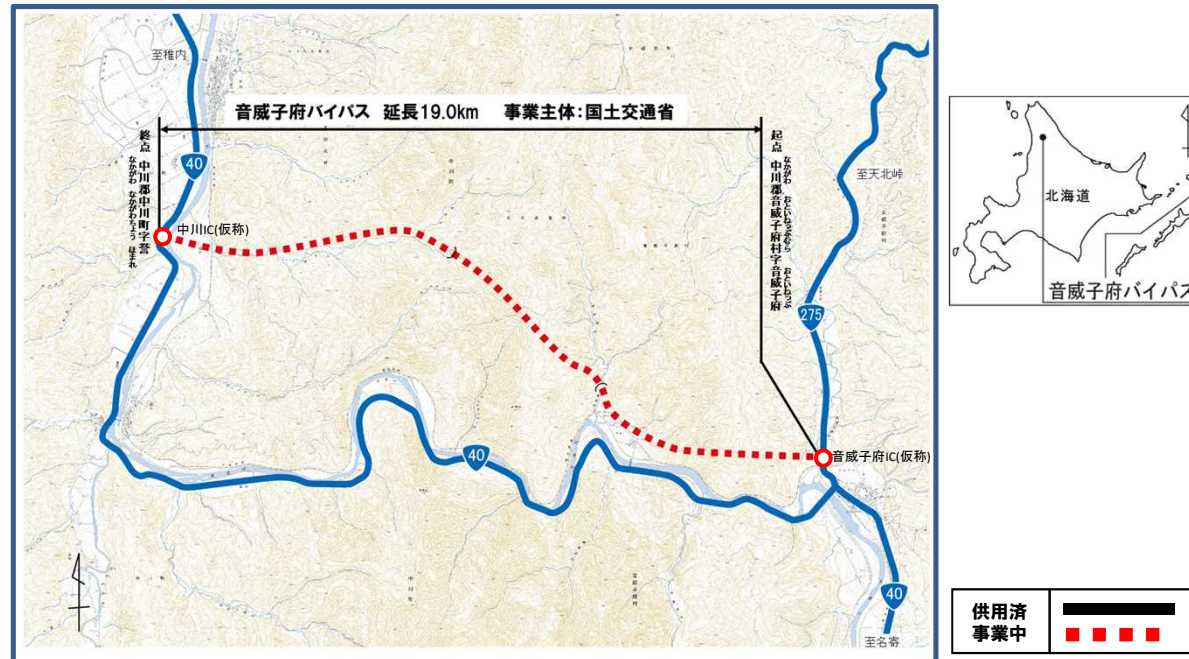 至稚内
音威子府バイパス 延長19.0km 事業主体:国土交通省
終点 中川郡中川町字誉
なかがわ なかがわちょう ほまれ
起点 中川郡音威子府村字音威子府
なかがわ おといねっぷむら おといねっぷ
40
至天北峠
中川IC(仮称)
275
40
音威子府IC(仮称)
40
至名寄
北海道
音威子府バイパス
供用済
事業中